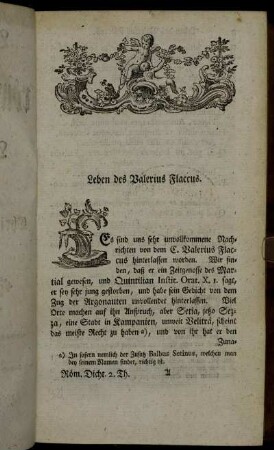 Leben des Valerius Flaccus.
Es sind uns sehr unvollkommene Nach-
richten von dem C. Valerius Flac-
cus hinterlassen worden. Wir fin-
den, daß er ein Zeitgenosse des Mar-
tial gewesen, und Quintilian Instit. Orat. X, 1. sagt,
er sey sehr jung gestorben, und habe sein Gedicht von dem
Zug der Argonauten unvollendet hinterlassen. Viel
Orte machen auf ihn Anspruch, aber Setia, jetzo Sez-
za, eine Stadt in Kampanien, unweit Velitrá, scheint
das meiste Recht zu haben a), und von ihr hat er den
Zuna-
a) In sofern nemlich der Zusatz Balbus Setinus, welchen man
bey seinem Namen findet, richtig ist.
Röm. Dicht. 2. Th. A